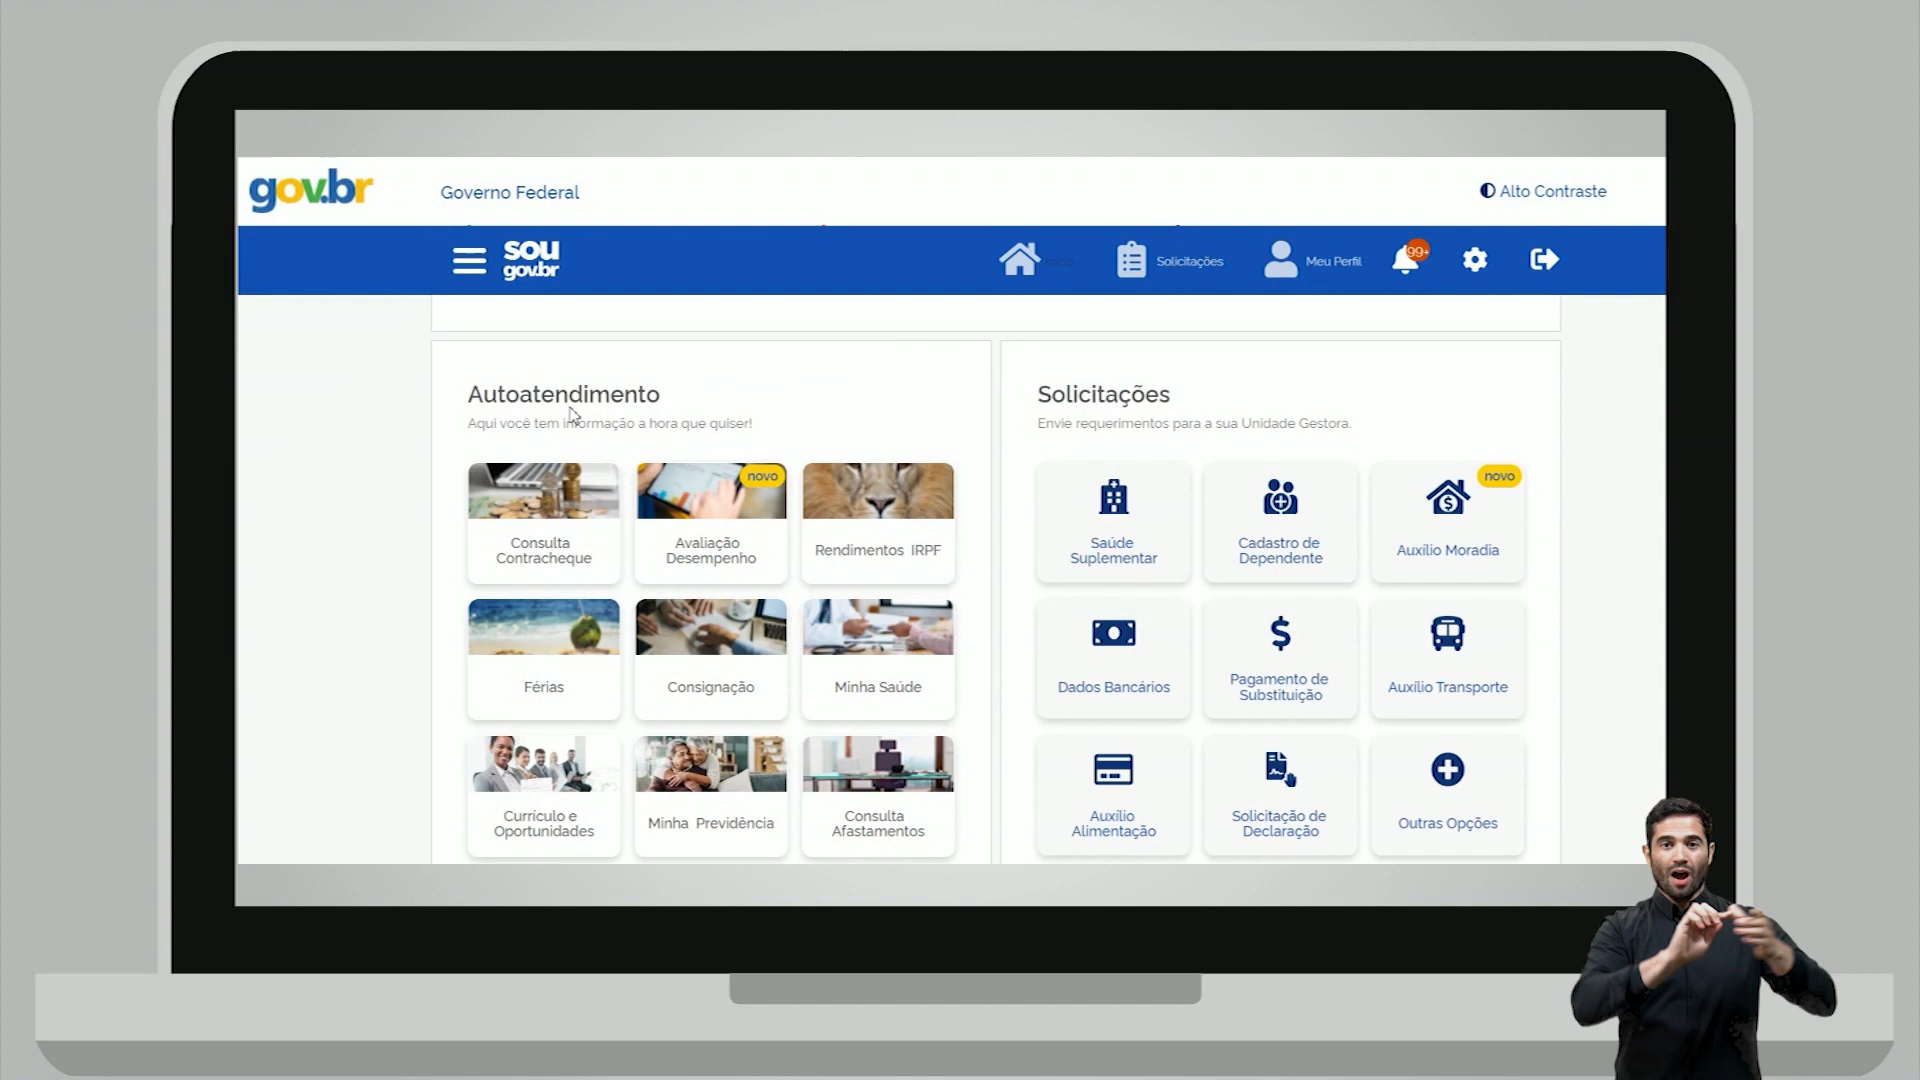 gov.br
Governo Federal
Alto Contraste
sou
gov.br
Solicitações
Meu Perfil
99+
Autoatendimento
Aqui você tem informação a hora que quiser!
novo
Consulta
Contracheque
Avaliação
Desempenho
Rendimentos IRPF
Férias
Consignação
Minha Saúde
Currículo e
Oportunidades
Minha Previdência
Consulta
Afastamentos
Solicitações
Envie requerimentos para a sua Unidade Gestora.
novo
Saúde
Suplementar
Cadastro de
Dependente
Auxílio Moradia
Dados Bancários
Pagamento de
Substituição
Auxílio Transporte
Auxílio
Alimentação
Solicitação de
Declaração
Outras Opções